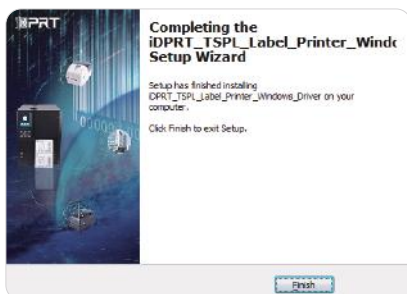 iDPRT
Completing the
iDPRT_TSPL_Label_Printer_Windc
Setup Wizard
Setup has finished installing
iDPRT_TSPL_Label_Printer_Windows_Driver on your
computer.
Click Finish to exit Setup.
Finish